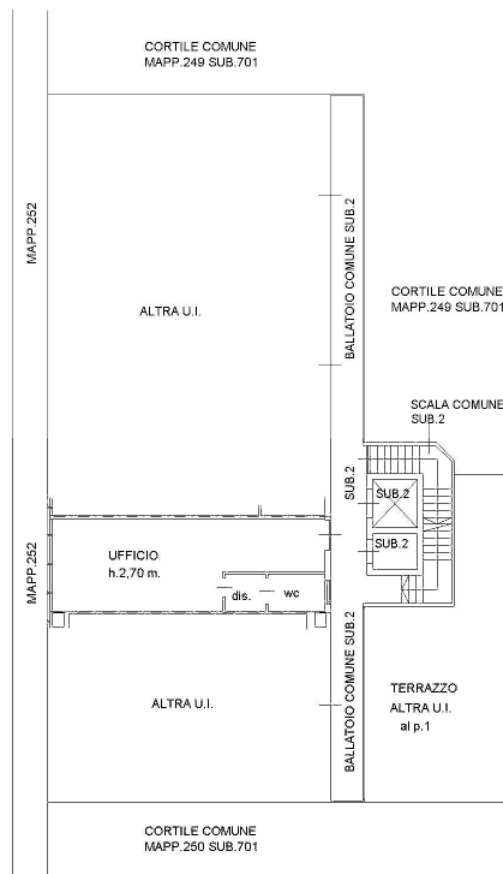 CORTILE COMUNE
MAPP.249 SUB.701
MAPP.252
BALLATOIO COMUNE SUB.2
CORTILE COMUNE
MAPP.249 SUB.701
ALTRA U.I.
SCALA COMUNE
SUB.2
SUB.2
SUB.2
SUB.2
UFFICIO
h.2,70 m.
MAPP.252
dis.
wc
BALLATOIO COMUNE SUB.2
TERRAZZO
ALTRA U.I.
al p.1
ALTRA U.I.
CORTILE COMUNE
MAPP.250 SUB.701